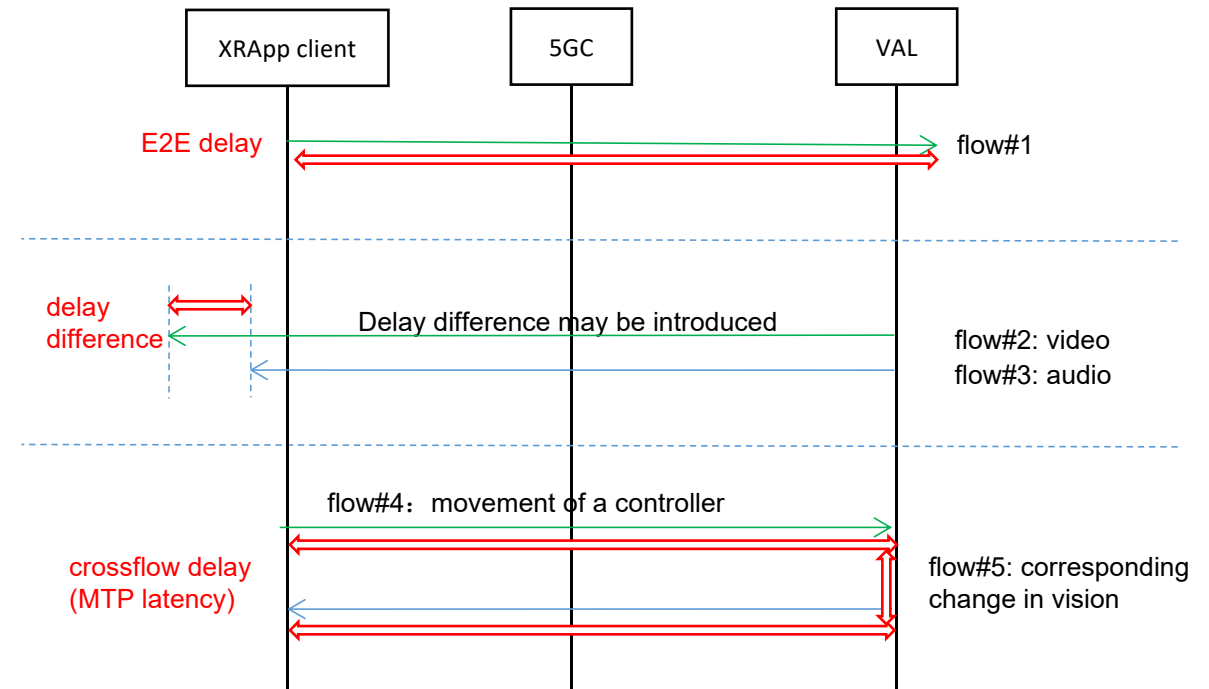 XRApp client
5GC
VAL
E2E delay
flow#1
delay
difference
Delay difference may be introduced
flow#2: video
flow#3: audio
flow#4：movement of a controller
crossflow delay
(MTP latency)
flow#5: corresponding
change in vision